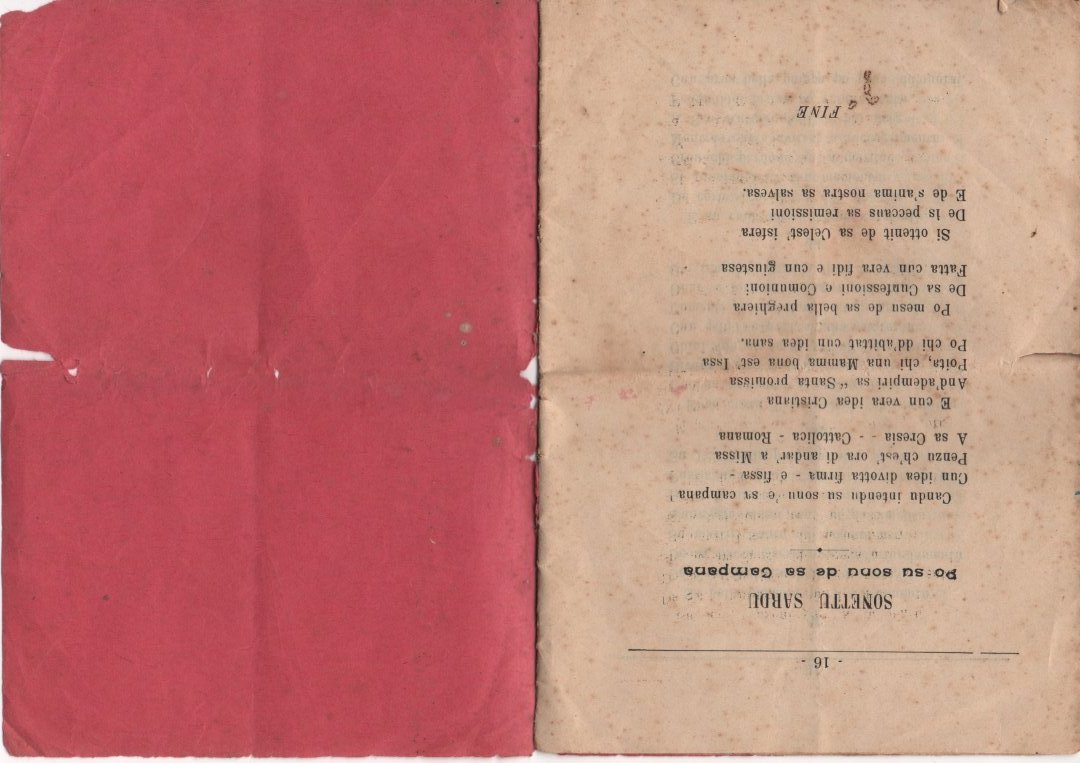 - 16 -
SONETTU SARDU
Po su sonu de sa Campana
Candu intendu su sonu 'e sa campana
Cun idea divotta firma - e fissa -
Penzu ch'est' ora di andar' a Missa
A sa Cresia - - Cattolica - Romana
E cun vera idea Cristiana
And'adempiri sa “ Santa promissa
Poita, chi una Mamma bona est' Issa
Po chi dd'abittat cun idea sana.
Po mesu de sa bella preghiera
De sa Cunfessioni e Comunioni
Fatta cun vera fidi e cun giustesa
Si ottenit de sa Celest' isfera
De is peccaus sa remissioni
E de s'anima nostra sa salvesa.
FINE